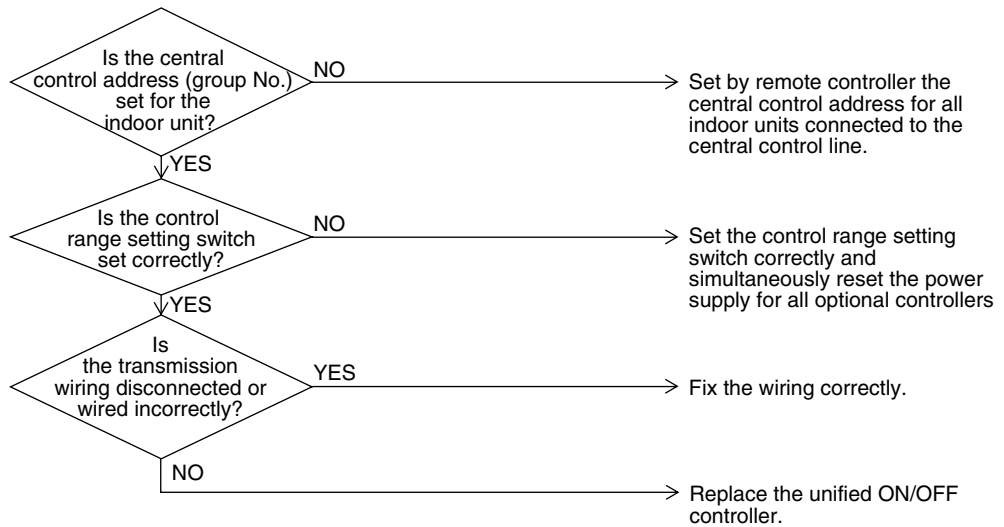 Is the central
control address (group No.)
set for the
indoor unit?
NO
Set by remote controller the
central control address for all
indoor units connected to the
central control line.
YES
Is the control
range setting switch
set correctly?
NO
Set the control range setting
switch correctly and
simultaneously reset the power
supply for all optional controllers
YES
Is
the transmission
wiring disconnected or
wired incorrectly?
YES
Fix the wiring correctly.
NO
Replace the unified ON/OFF
controller.